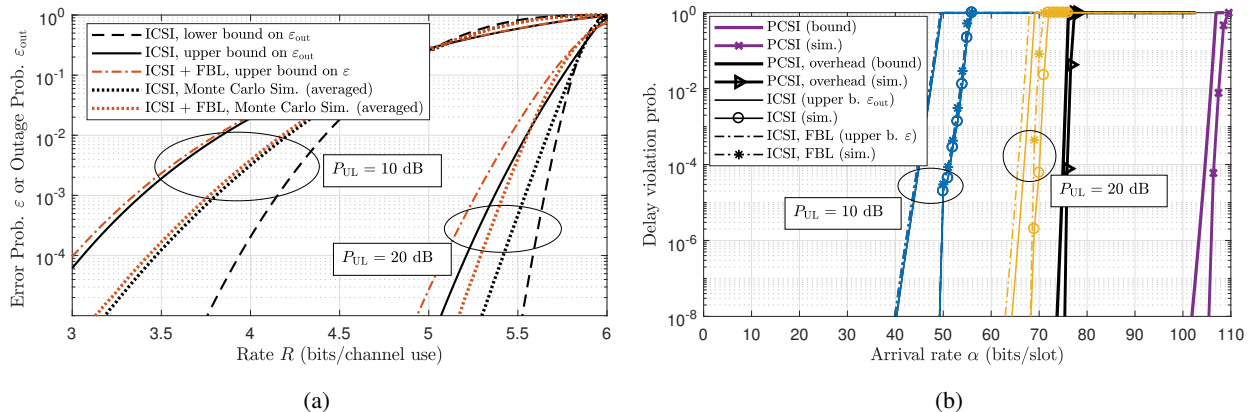 Error Prob. ε or Outage Prob. ε_out
10^0
10^-1
10^-2
10^-3
10^-4
ICSI, lower bound on ε_out
ICSI, upper bound on ε_out
ICSI + FBL, upper bound on ε
ICSI, Monte Carlo Sim. (averaged)
ICSI + FBL, Monte Carlo Sim. (averaged)
P_UL = 10 dB
P_UL = 20 dB
3 3.5 4 4.5 5 5.5 6
Rate R (bits/channel use)
(a)
Delay violation prob.
10^0
10^-2
10^-4
10^-6
10^-8
PCSI (bound)
PCSI (sim.)
PCSI, overhead (bound)
PCSI, overhead (sim.)
ICSI (upper b. ε_out)
ICSI (sim.)
ICSI, FBL (upper b. ε)
ICSI, FBL (sim.)
P_UL = 10 dB
P_UL = 20 dB
0 10 20 30 40 50 60 70 80 90 100 110
Arrival rate α (bits/slot)
(b)